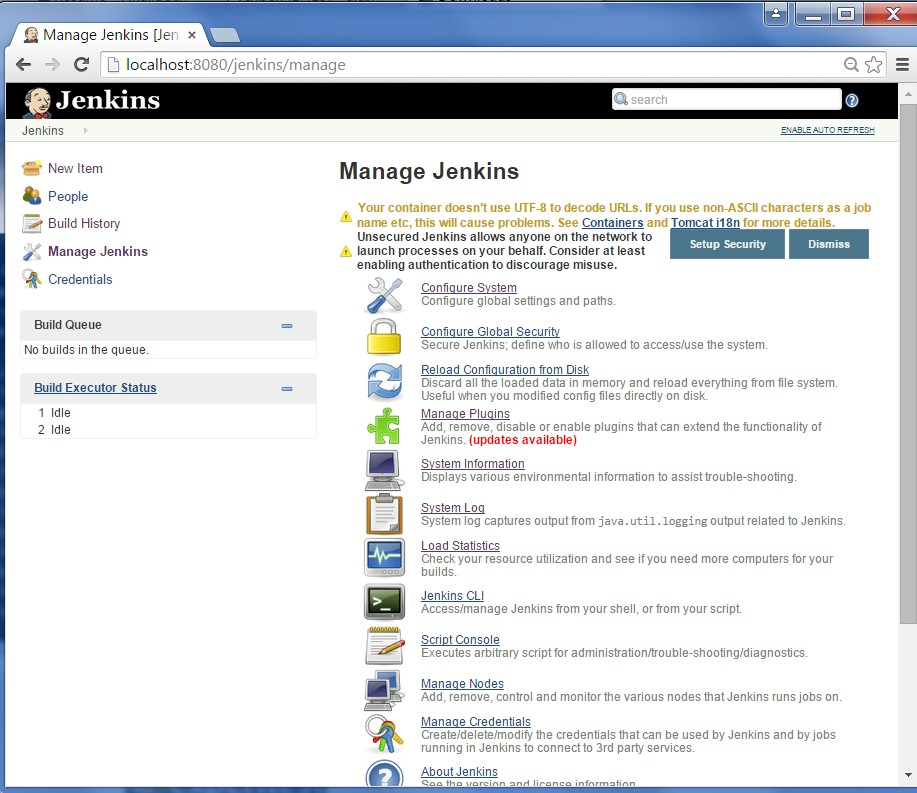 Manage Jenkins [Jen
localhost:8080/jenkins/manage
Jenkins
search
Jenkins
ENABLE AUTO REFRESH
New Item
People
Build History
Manage Jenkins
Credentials
Build Queue
No builds in the queue.
Build Executor Status
1 Idle
2 Idle
Manage Jenkins
Your container doesn't use UTF-8 to decode URLs. If you use non-ASCII characters as a job
name etc, this will cause problems. See Containers and Tomcat i18n for more details.
Unsecured Jenkins allows anyone on the network to
launch processes on your behalf. Consider at least
enabling authentication to discourage misuse.
Setup Security
Dismiss
Configure System
Configure global settings and paths.
Configure Global Security
Secure Jenkins; define who is allowed to access/use the system.
Reload Configuration from Disk
Discard all the loaded data in memory and reload everything from file system.
Useful when you modified config files directly on disk.
Manage Plugins
Add, remove, disable or enable plugins that can extend the functionality of
Jenkins. (updates available)
System Information
Displays various environmental information to assist trouble-shooting.
System Log
System log captures output from java.util.logging output related to Jenkins.
Load Statistics
Check your resource utilization and see if you need more computers for your
builds.
Jenkins CLI
Access/manage Jenkins from your shell, or from your script.
Script Console
Executes arbitrary script for administration/trouble-shooting/diagnostics.
Manage Nodes
Add, remove, control and monitor the various nodes that Jenkins runs jobs on.
Manage Credentials
Create/delete/modify the credentials that can be used by Jenkins and by jobs
running in Jenkins to connect to 3rd party services.
About Jenkins
See the version and license information.